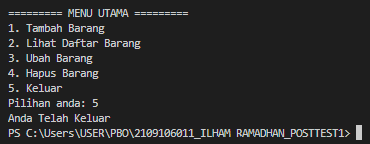 ========= MENU UTAMA =========
1. Tambah Barang
2. Lihat Daftar Barang
3. Ubah Barang
4. Hapus Barang
5. Keluar
Pilihan anda: 5
Anda Telah Keluar
PS C:\Users\USER\PBO\2109106011_ILHAM RAMADHAN_POSTTEST1>